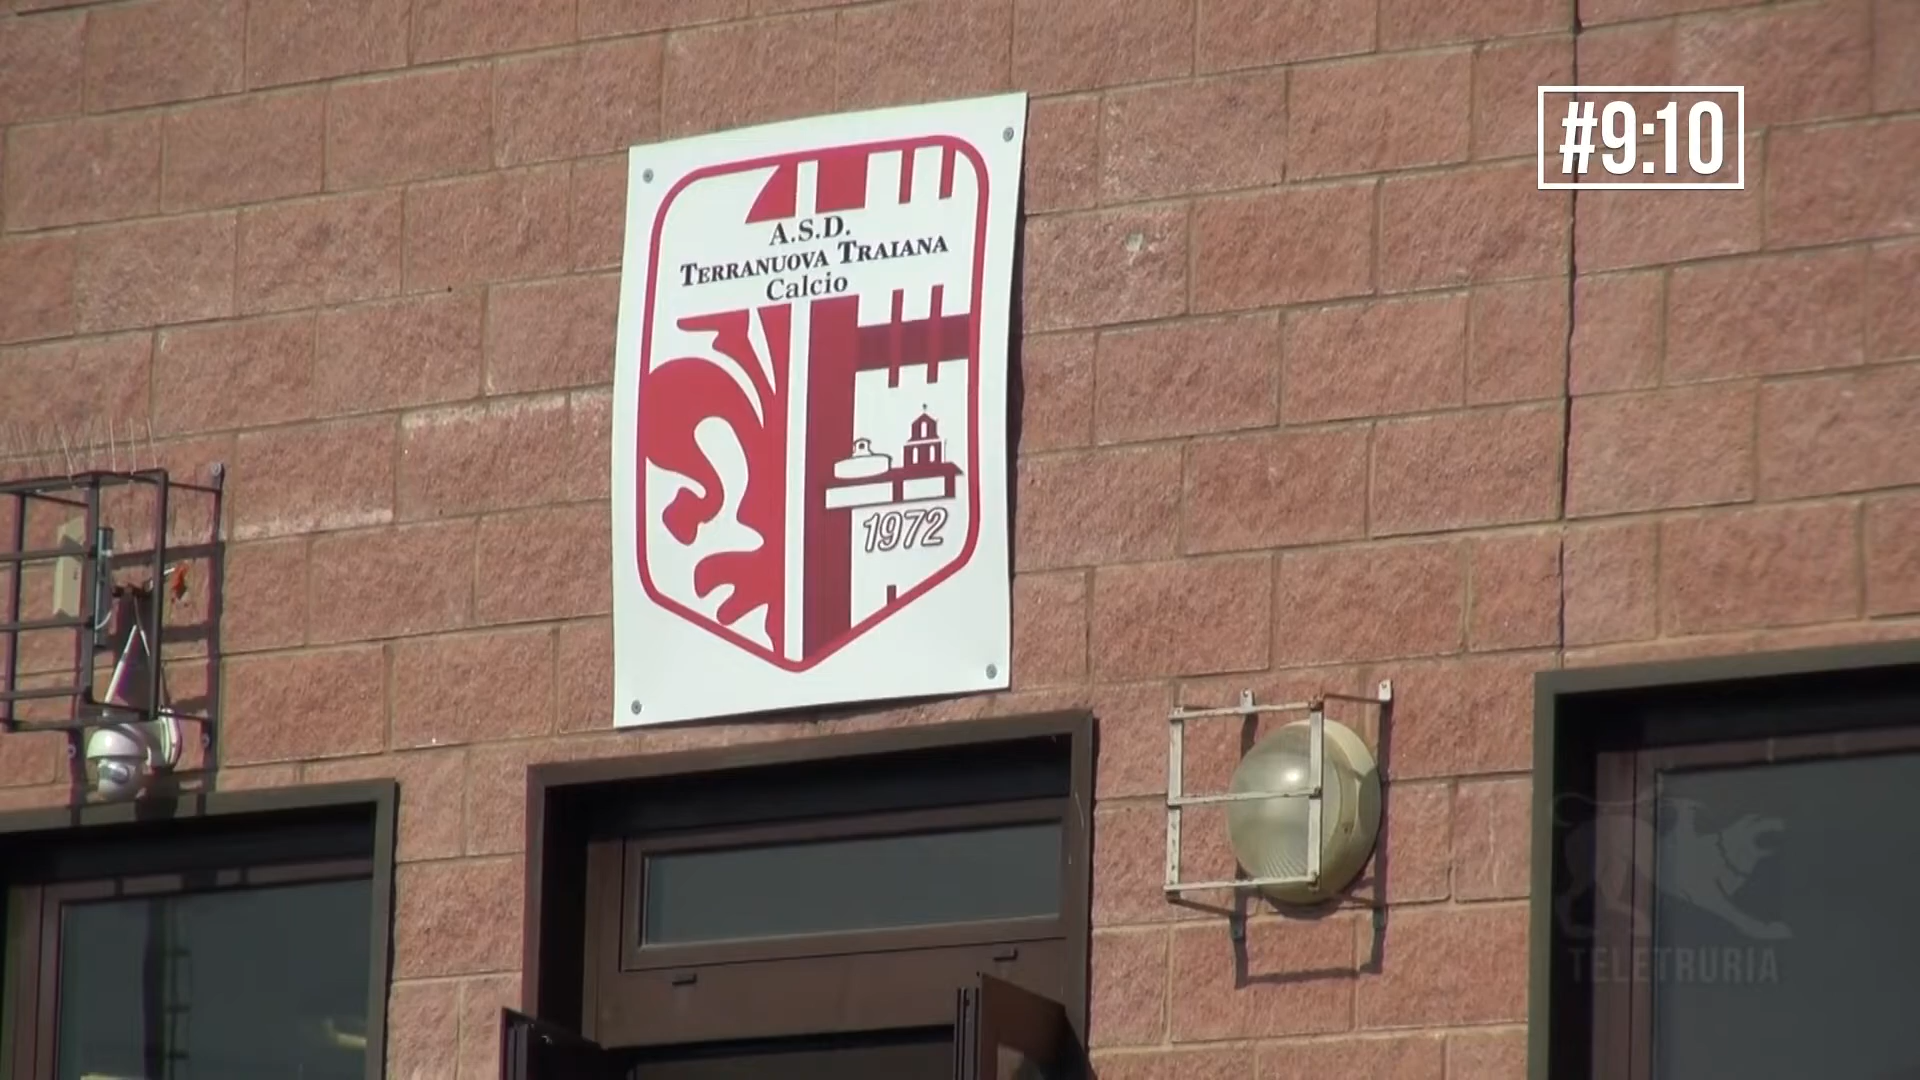 #9:10
A.S.D.
TERRANUOVA TRAIANA
Calcio
1972
TELETRURIA